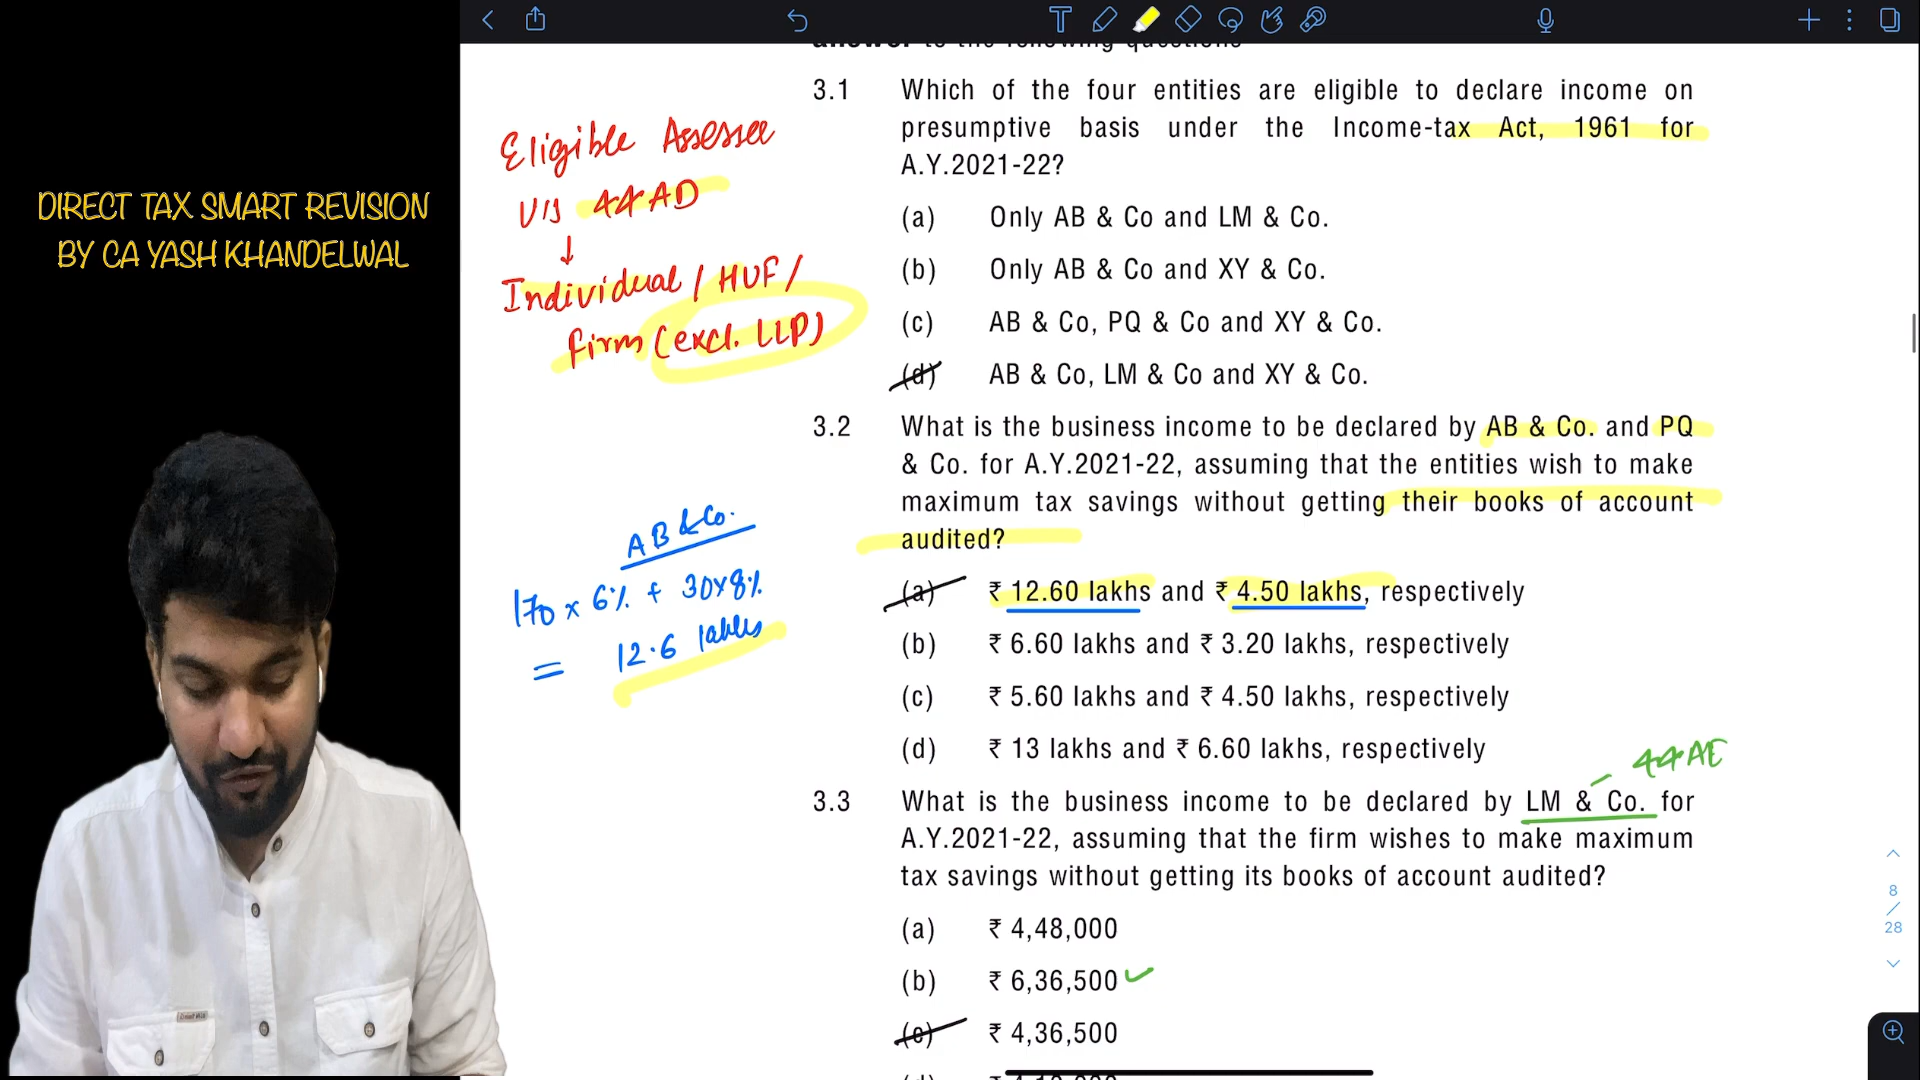 DIRECT TAX SMART REVISION
BY CA YASH KHANDELWAL
answer to the following questions
3.1 Which of the four entities are eligible to declare income on
presumptive basis under the Income-tax Act, 1961 for
A.Y.2021-22?
(a) Only AB & Co and LM & Co.
(b) Only AB & Co and XY & Co.
(c) AB & Co, PQ & Co and XY & Co.
(d) AB & Co, LM & Co and XY & Co.
Eligible Assessee
U/s 44AD
↓
Individual / HUF /
firm (excl. LLP)
3.2 What is the business income to be declared by AB & Co. and PQ
& Co. for A.Y.2021-22, assuming that the entities wish to make
maximum tax savings without getting their books of account
audited?
(a) ₹ 12.60 lakhs and ₹ 4.50 lakhs, respectively
(b) ₹ 6.60 lakhs and ₹ 3.20 lakhs, respectively
(c) ₹ 5.60 lakhs and ₹ 4.50 lakhs, respectively
(d) ₹ 13 lakhs and ₹ 6.60 lakhs, respectively
AB & Co.
170 x 6% + 30x8%
= 12.6 lakhs
44AE
3.3 What is the business income to be declared by LM & Co. for
A.Y.2021-22, assuming that the firm wishes to make maximum
tax savings without getting its books of account audited?
(a) ₹ 4,48,000
(b) ₹ 6,36,500
(c) ₹ 4,36,500
8
/
28